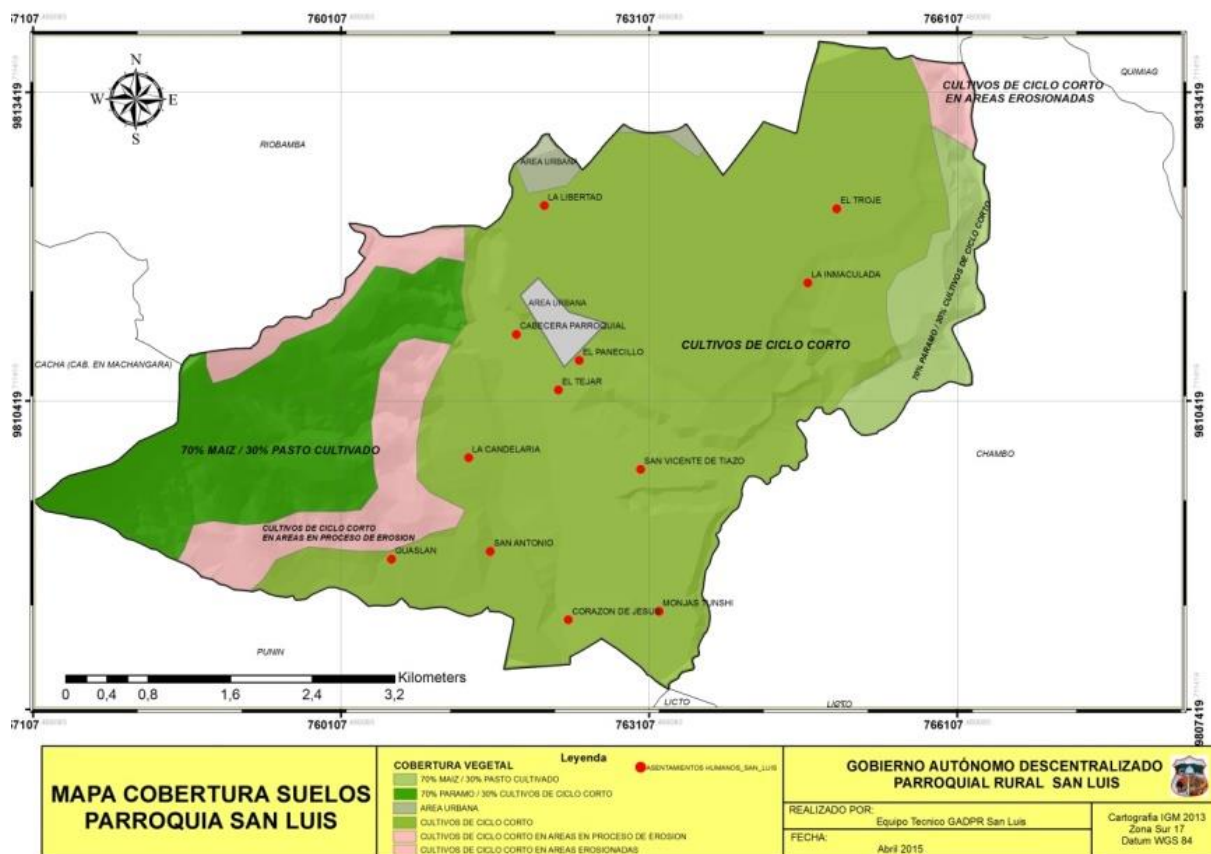 760107
763107
766107
N
W E
S
QUIMIAG
9813419
CULTIVOS DE CICLO CORTO
EN AREAS EROSIONADAS
9813419
RIOBAMBA
AREA URBANA
LA LIBERTAD
EL TROJE
LA INMACULADA
70% PARAMO / 30% CULTIVOS DE CICLO CORTO
AREA URBANA
CABECERA PARROQUIAL
CULTIVOS DE CICLO CORTO
EL PANECILLO
CACHA (CAB. EN MACHANGARA)
EL TEJAR
9810419
9810419
70% MAIZ / 30% PASTO CULTIVADO
LA CANDELARIA
SAN VICENTE DE TIAZO
CHAMBO
CULTIVOS DE CICLO CORTO
EN AREAS EN PROCESO DE EROSION
GUASLAN
SAN ANTONIO
CORAZON DE JESUS
MONJAS TUNSHI
PUNIN
Kilometers
0 0,4 0,8 1,6 2,4 3,2
LICTO
LICTO
9807419
760107
763107
766107
MAPA COBERTURA SUELOS
PARROQUIA SAN LUIS
Leyenda
COBERTURA VEGETAL
70% MAIZ / 30% PASTO CULTIVADO
70% PARAMO / 30% CULTIVOS DE CICLO CORTO
AREA URBANA
CULTIVOS DE CICLO CORTO
CULTIVOS DE CICLO CORTO EN AREAS EN PROCESO DE EROSION
CULTIVOS DE CICLO CORTO EN AREAS EROSIONADAS
ASENTAMIENTOS HUMANOS_SAN_LUIS
GOBIERNO AUTÓNOMO DESCENTRALIZADO
PARROQUIAL RURAL SAN LUIS
REALIZADO POR:
Equipo Tecnico GADPR San Luis
FECHA:
Abril 2015
Cartografia IGM 2013
Zona Sur 17
Datum WGS 84